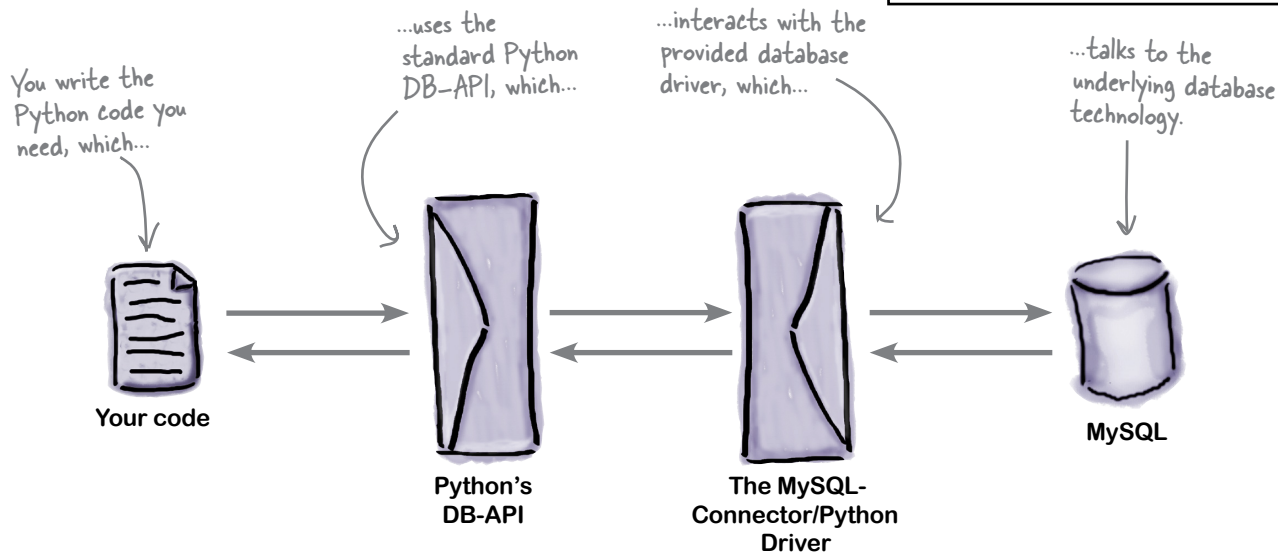 You write the
Python code you
need, which...
...uses the
standard Python
DB-API, which...
...interacts with the
provided database
driver, which...
...talks to the
underlying database
technology.
Your code
Python's
DB-API
The MySQL-
Connector/Python
Driver
MySQL